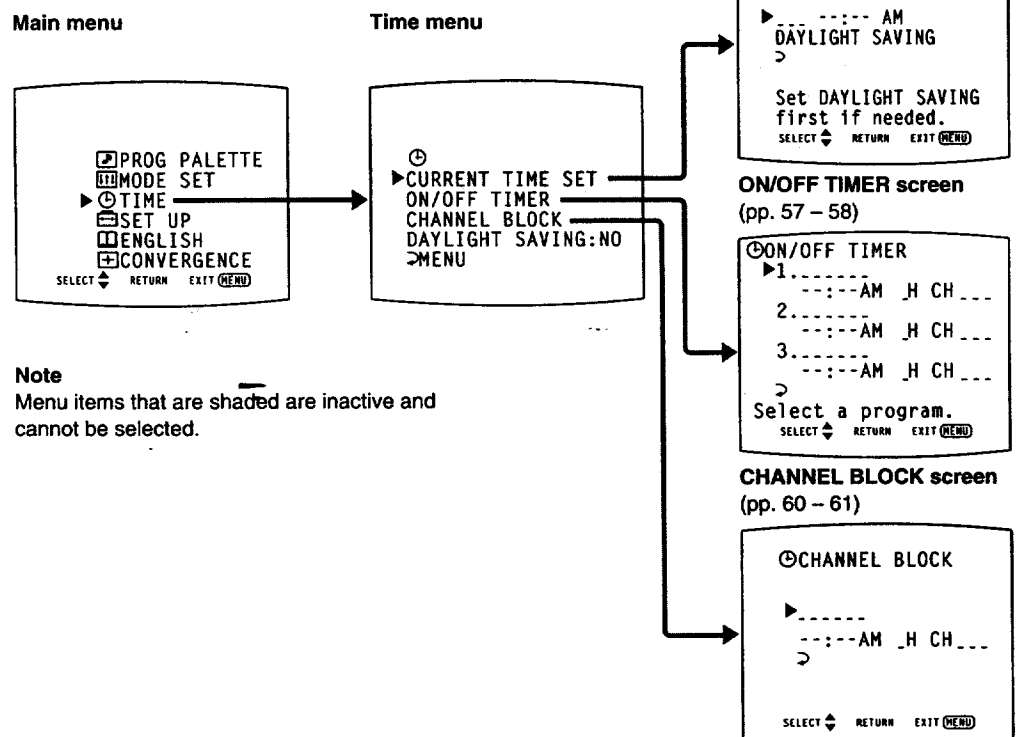 Main menu
PROG PALETTE
MODE SET
▶ TIME
SET UP
ENGLISH
CONVERGENCE
SELECT RETURN EXIT MENU
Note
Menu items that are shaded are inactive and
cannot be selected.
Time menu
▶CURRENT TIME SET
ON/OFF TIMER
CHANNEL BLOCK
DAYLIGHT SAVING:NO
MENU
▶_ _ _ --:-- AM
DAYLIGHT SAVING
Set DAYLIGHT SAVING
first if needed.
SELECT RETURN EXIT MENU
ON/OFF TIMER screen
(pp. 57 – 58)
ON/OFF TIMER
▶1.......
--:--AM _H CH_ _ _
2.......
--:--AM _H CH_ _ _
3.......
--:--AM _H CH_ _ _
Select a program.
SELECT RETURN EXIT MENU
CHANNEL BLOCK screen
(pp. 60 – 61)
CHANNEL BLOCK
▶------
--:--AM _H CH_ _ _
SELECT RETURN EXIT MENU